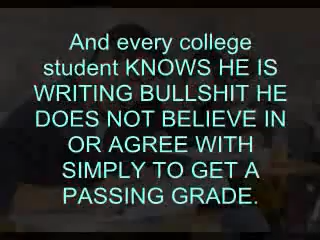 And every college
student KNOWS HE IS
WRITING BULLSHIT HE
DOES NOT BELIEVE IN
OR AGREE WITH
SIMPLY TO GET A
PASSING GRADE.